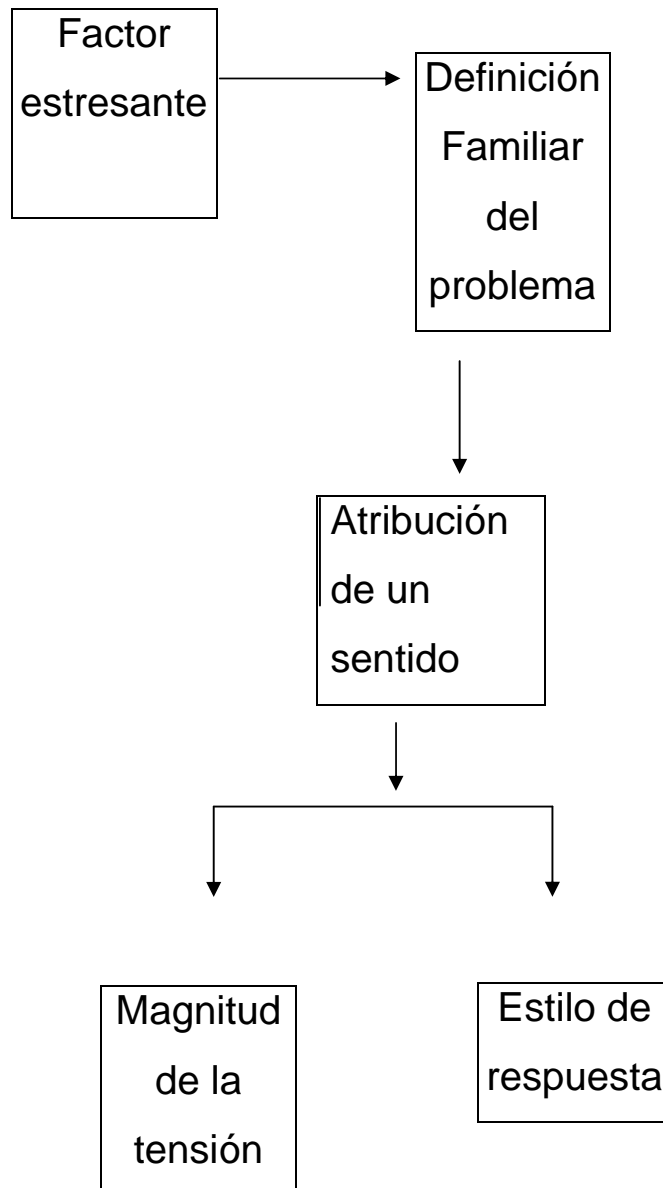 Factor
estresante
Definición
Familiar
del
problema
Atribución
de un
sentido
Magnitud
de la
tensión
Estilo de
respuesta